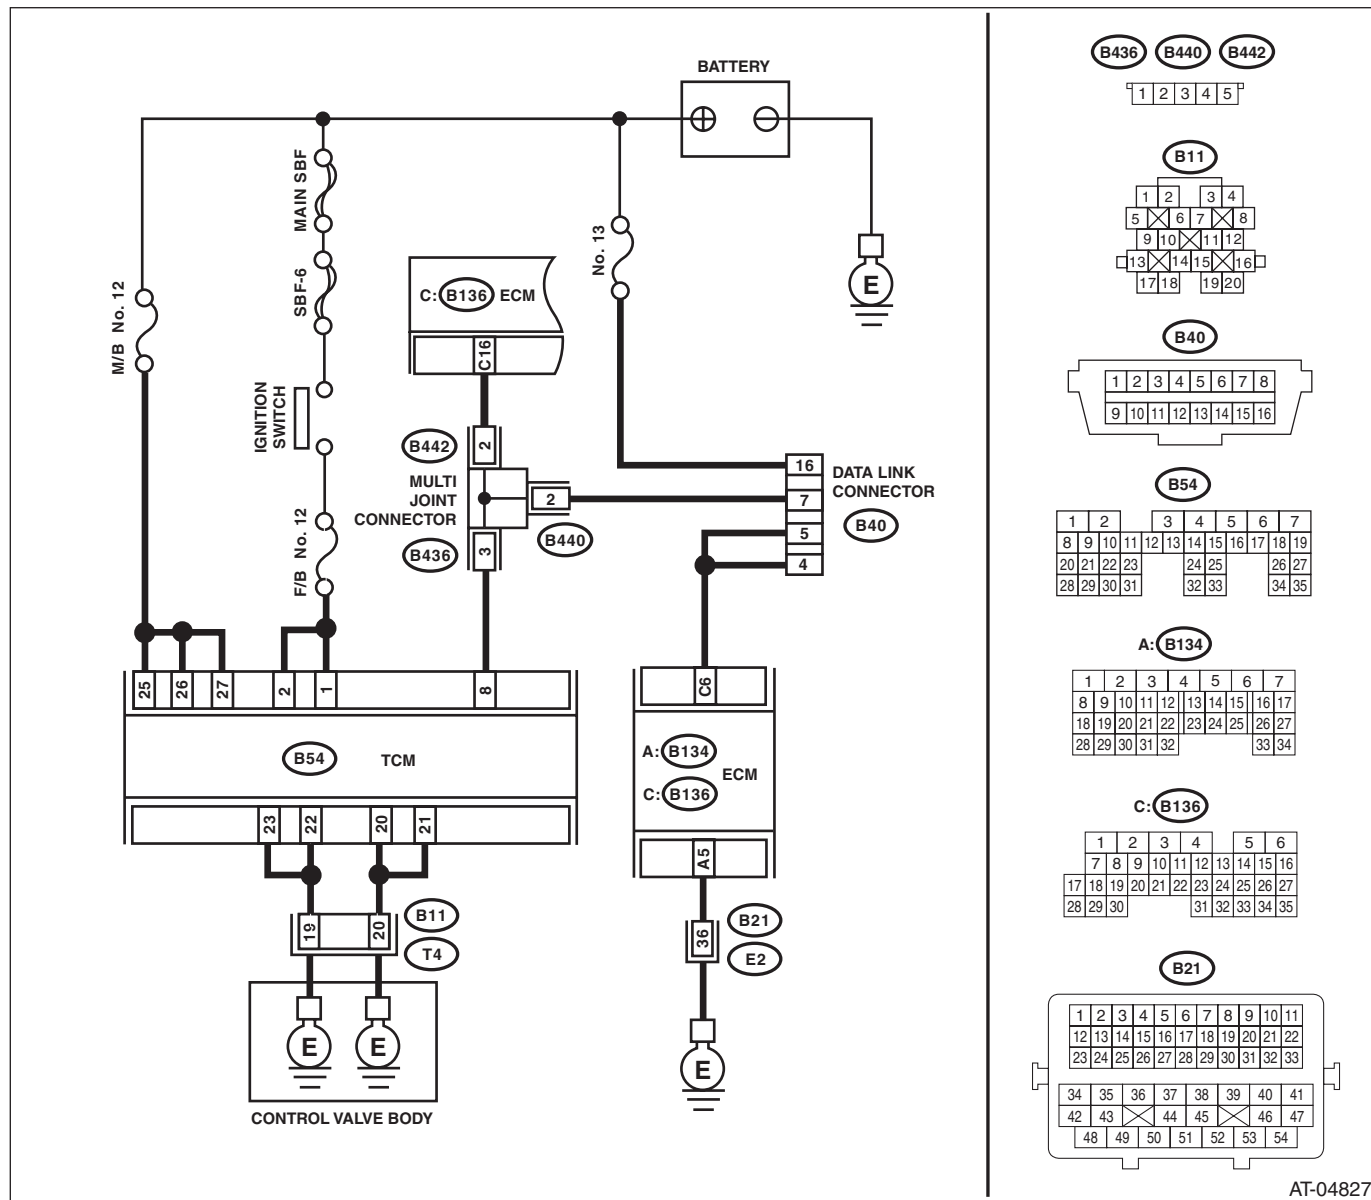 BATTERY
MAIN SBF
SBF-6
No. 13
M/B No. 12
C: B136 ECM
C16
IGNITION
SWITCH
B442
2
MULTI
JOINT
CONNECTOR
2
B440
B436
3
16
7
5
4
DATA LINK
CONNECTOR
B40
F/B No. 12
E
25 26 27 2 1 8
B54 TCM
23 22 20 21
C6
A: B134
C: B136
ECM
A5
B11
T4
19 20
B21
E2
36
E E
E
CONTROL VALVE BODY
B436 B440 B442
1 2 3 4 5
B11
1 2 3 4
5 6 7 8
9 10 11 12
13 14 15 16
17 18 19 20
B40
1 2 3 4 5 6 7 8
9 10 11 12 13 14 15 16
B54
1 2 3 4 5 6 7
8 9 10 11 12 13 14 15 16 17 18 19
20 21 22 23 24 25 26 27
28 29 30 31 32 33 34 35
A: B134
1 2 3 4 5 6 7
8 9 10 11 12 13 14 15 16 17
18 19 20 21 22 23 24 25 26 27
28 29 30 31 32 33 34
C: B136
1 2 3 4 5 6
7 8 9 10 11 12 13 14 15 16
17 18 19 20 21 22 23 24 25 26 27
28 29 30 31 32 33 34 35
B21
1 2 3 4 5 6 7 8 9 10 11
12 13 14 15 16 17 18 19 20 21 22
23 24 25 26 27 28 29 30 31 32 33
34 35 36 37 38 39 40 41
42 43 44 45 46 47
48 49 50 51 52 53 54
AT-04827